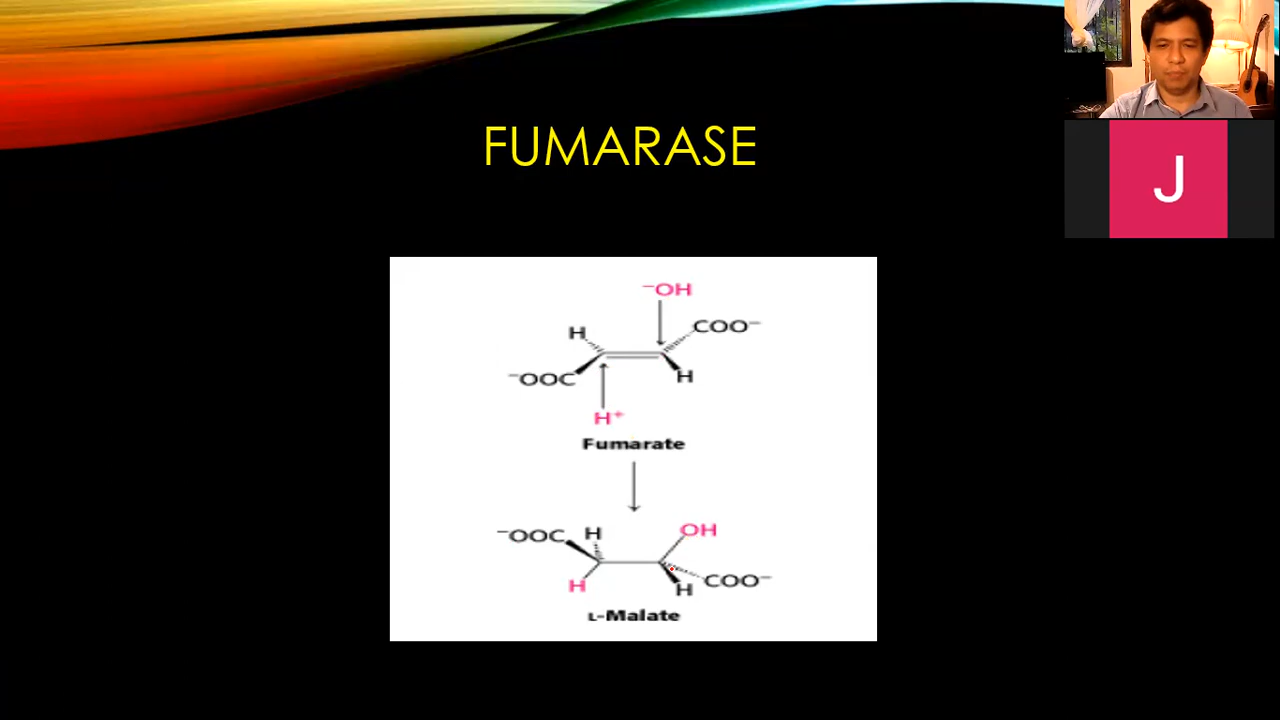 FUMARASE
J
⁻OH
H
COO⁻
⁻OOC
H
H⁺
Fumarate
⁻OOC
H
OH
H
H
COO⁻
L-Malate